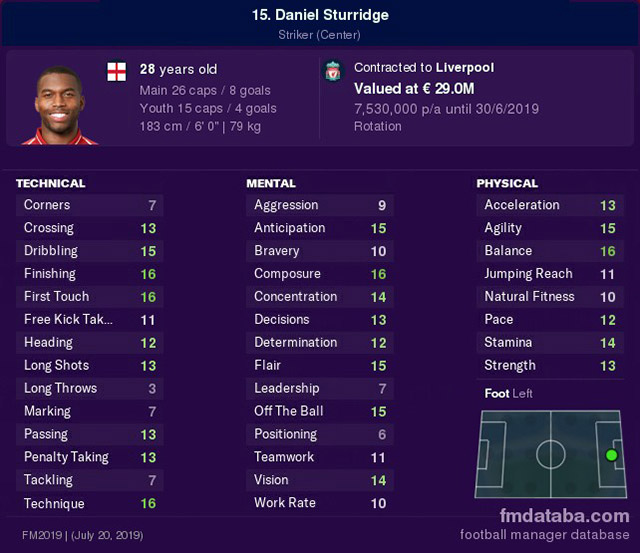 15. Daniel Sturridge
Striker (Center)
28 years old
Main 26 caps / 8 goals
Youth 15 caps / 4 goals
183 cm / 6' 0" | 79 kg
Contracted to Liverpool
Valued at € 29.0M
7,530,000 p/a until 30/6/2019
Rotation
TECHNICAL
Corners 7
Crossing 13
Dribbling 15
Finishing 16
First Touch 16
Free Kick Tak... 11
Heading 12
Long Shots 13
Long Throws 3
Marking 7
Passing 13
Penalty Taking 13
Tackling 7
Technique 16
MENTAL
Aggression 9
Anticipation 15
Bravery 10
Composure 16
Concentration 14
Decisions 13
Determination 12
Flair 15
Leadership 7
Off The Ball 15
Positioning 6
Teamwork 11
Vision 14
Work Rate 10
PHYSICAL
Acceleration 13
Agility 15
Balance 16
Jumping Reach 11
Natural Fitness 10
Pace 12
Stamina 14
Strength 13
Foot Left
FM2019 | (July 20, 2019)
fmdataba.com
football manager database